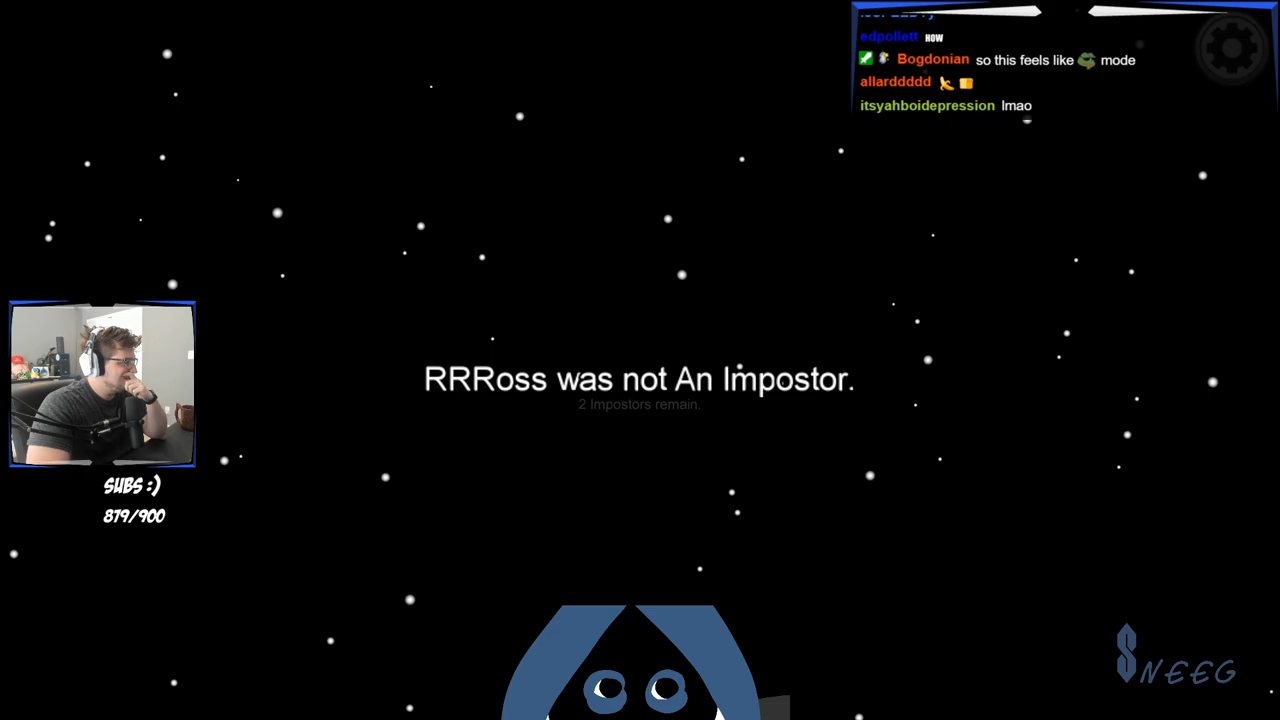 edpollett HOW
Bogdonian so this feels like mode
allarddddd
itsyahboidepression lmao
RRRoss was not An Impostor.
2 Impostors remain.
SUBS :)
879/900
SNEEG